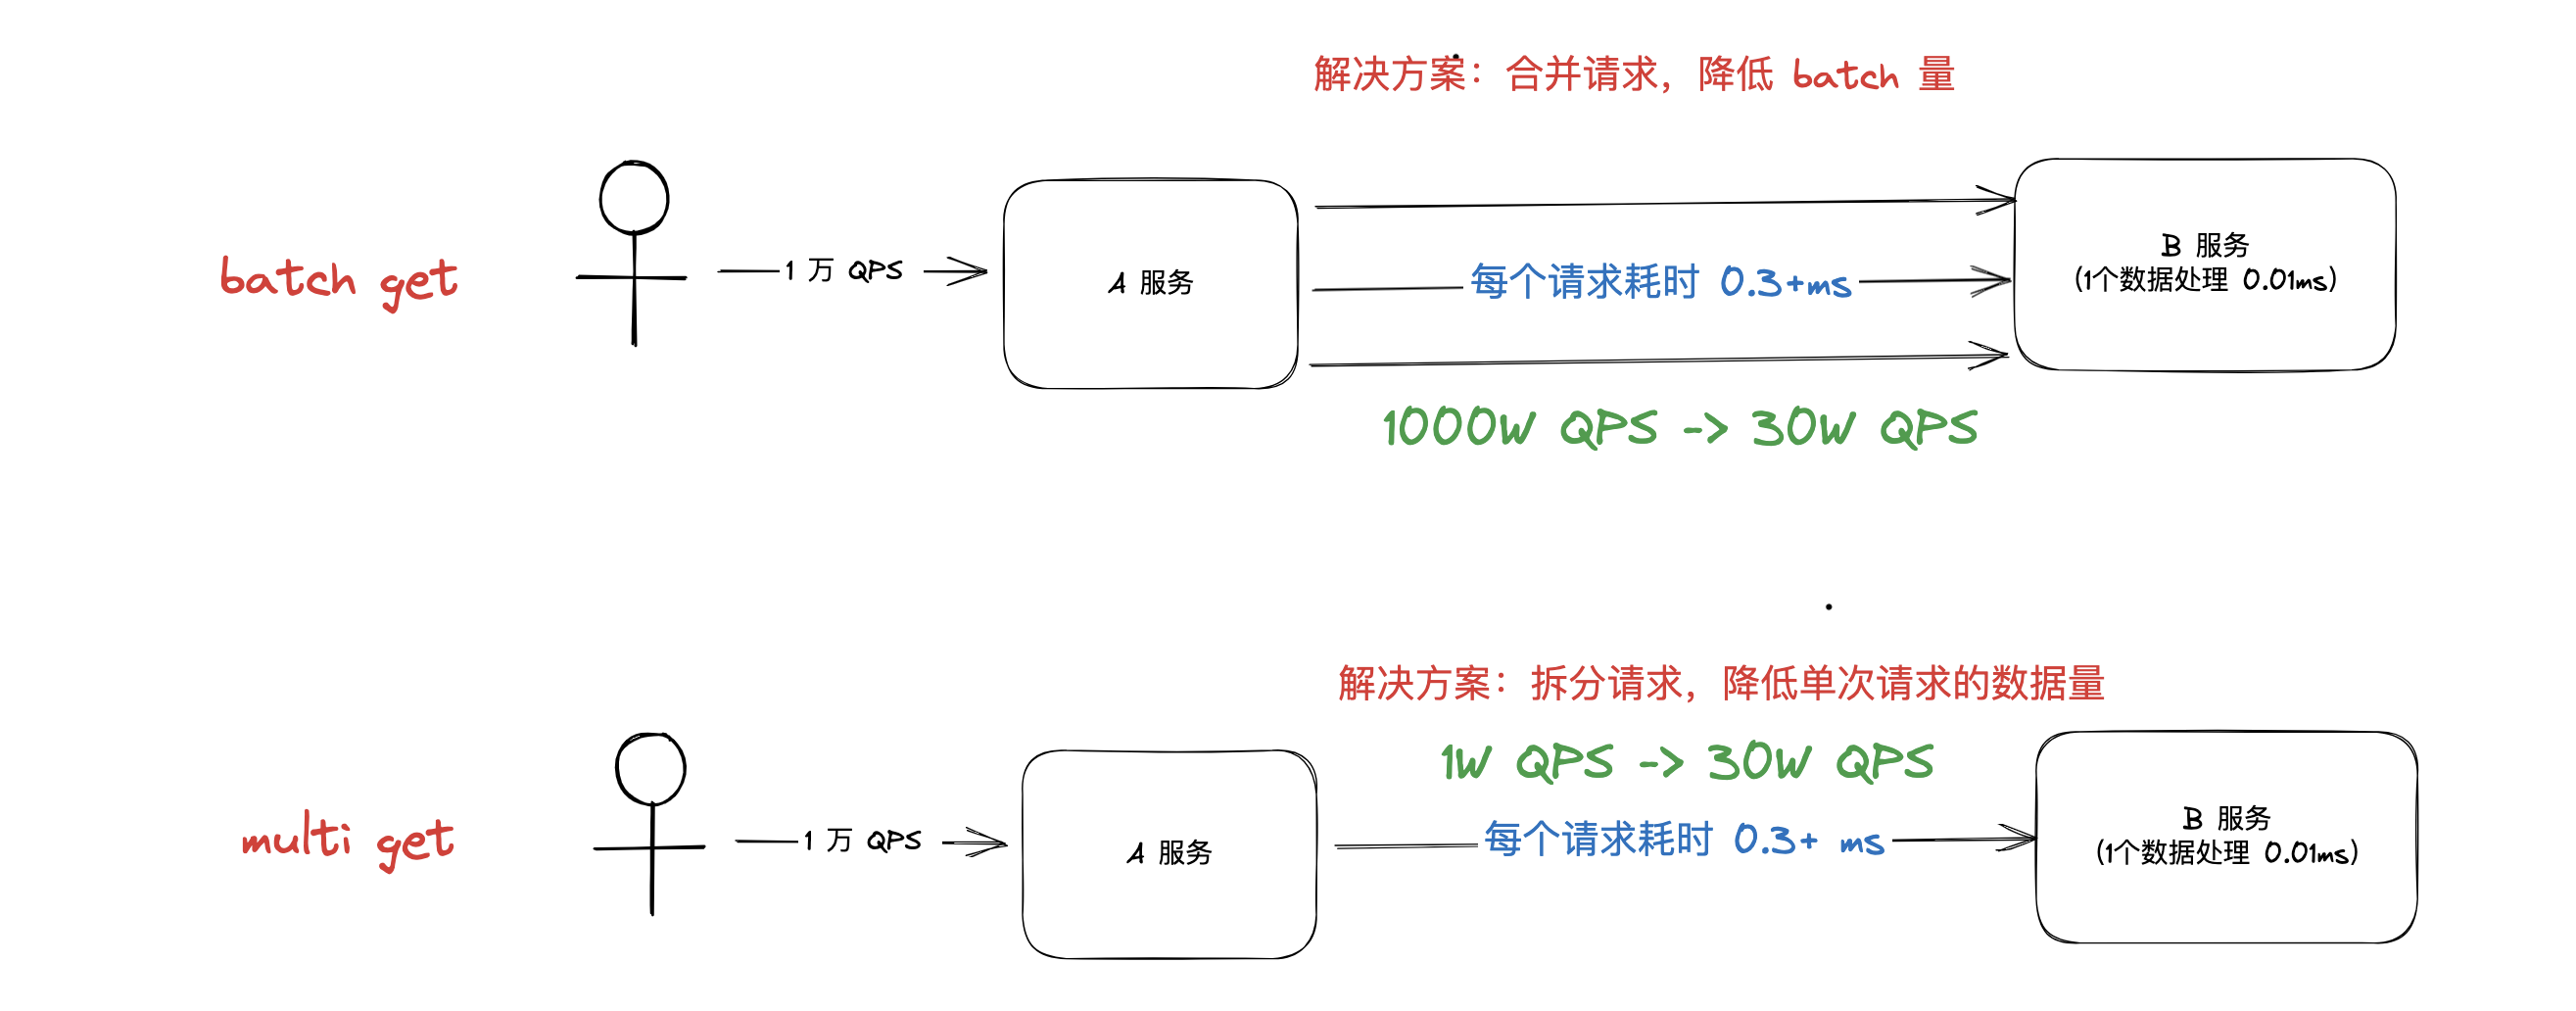 解决方案：合并请求，降低 batch 量
batch get
1 万 QPS
A 服务
每个请求耗时 0.3+ms
B 服务
(1个数据处理 0.01ms)
1000W QPS -> 30W QPS
解决方案：拆分请求，降低单次请求的数据量
1W QPS -> 30W QPS
multi get
1 万 QPS
A 服务
每个请求耗时 0.3+ ms
B 服务
(1个数据处理 0.01ms)